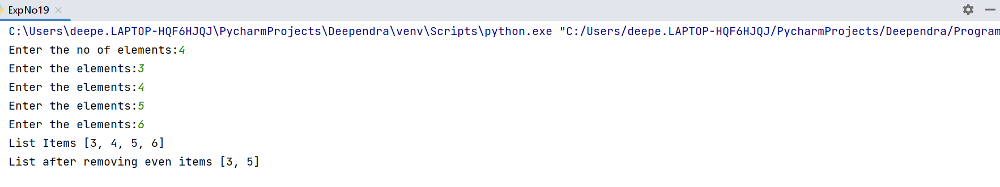 ExpNo19
C:\Users\deepe.LAPTOP-HQF6HJQJ\PycharmProjects\Deependra\venv\Scripts\python.exe "C:/Users/deepe.LAPTOP-HQF6HJQJ/PycharmProjects/Deependra/Program
Enter the no of elements:4
Enter the elements:3
Enter the elements:4
Enter the elements:5
Enter the elements:6
List Items [3, 4, 5, 6]
List after removing even items [3, 5]